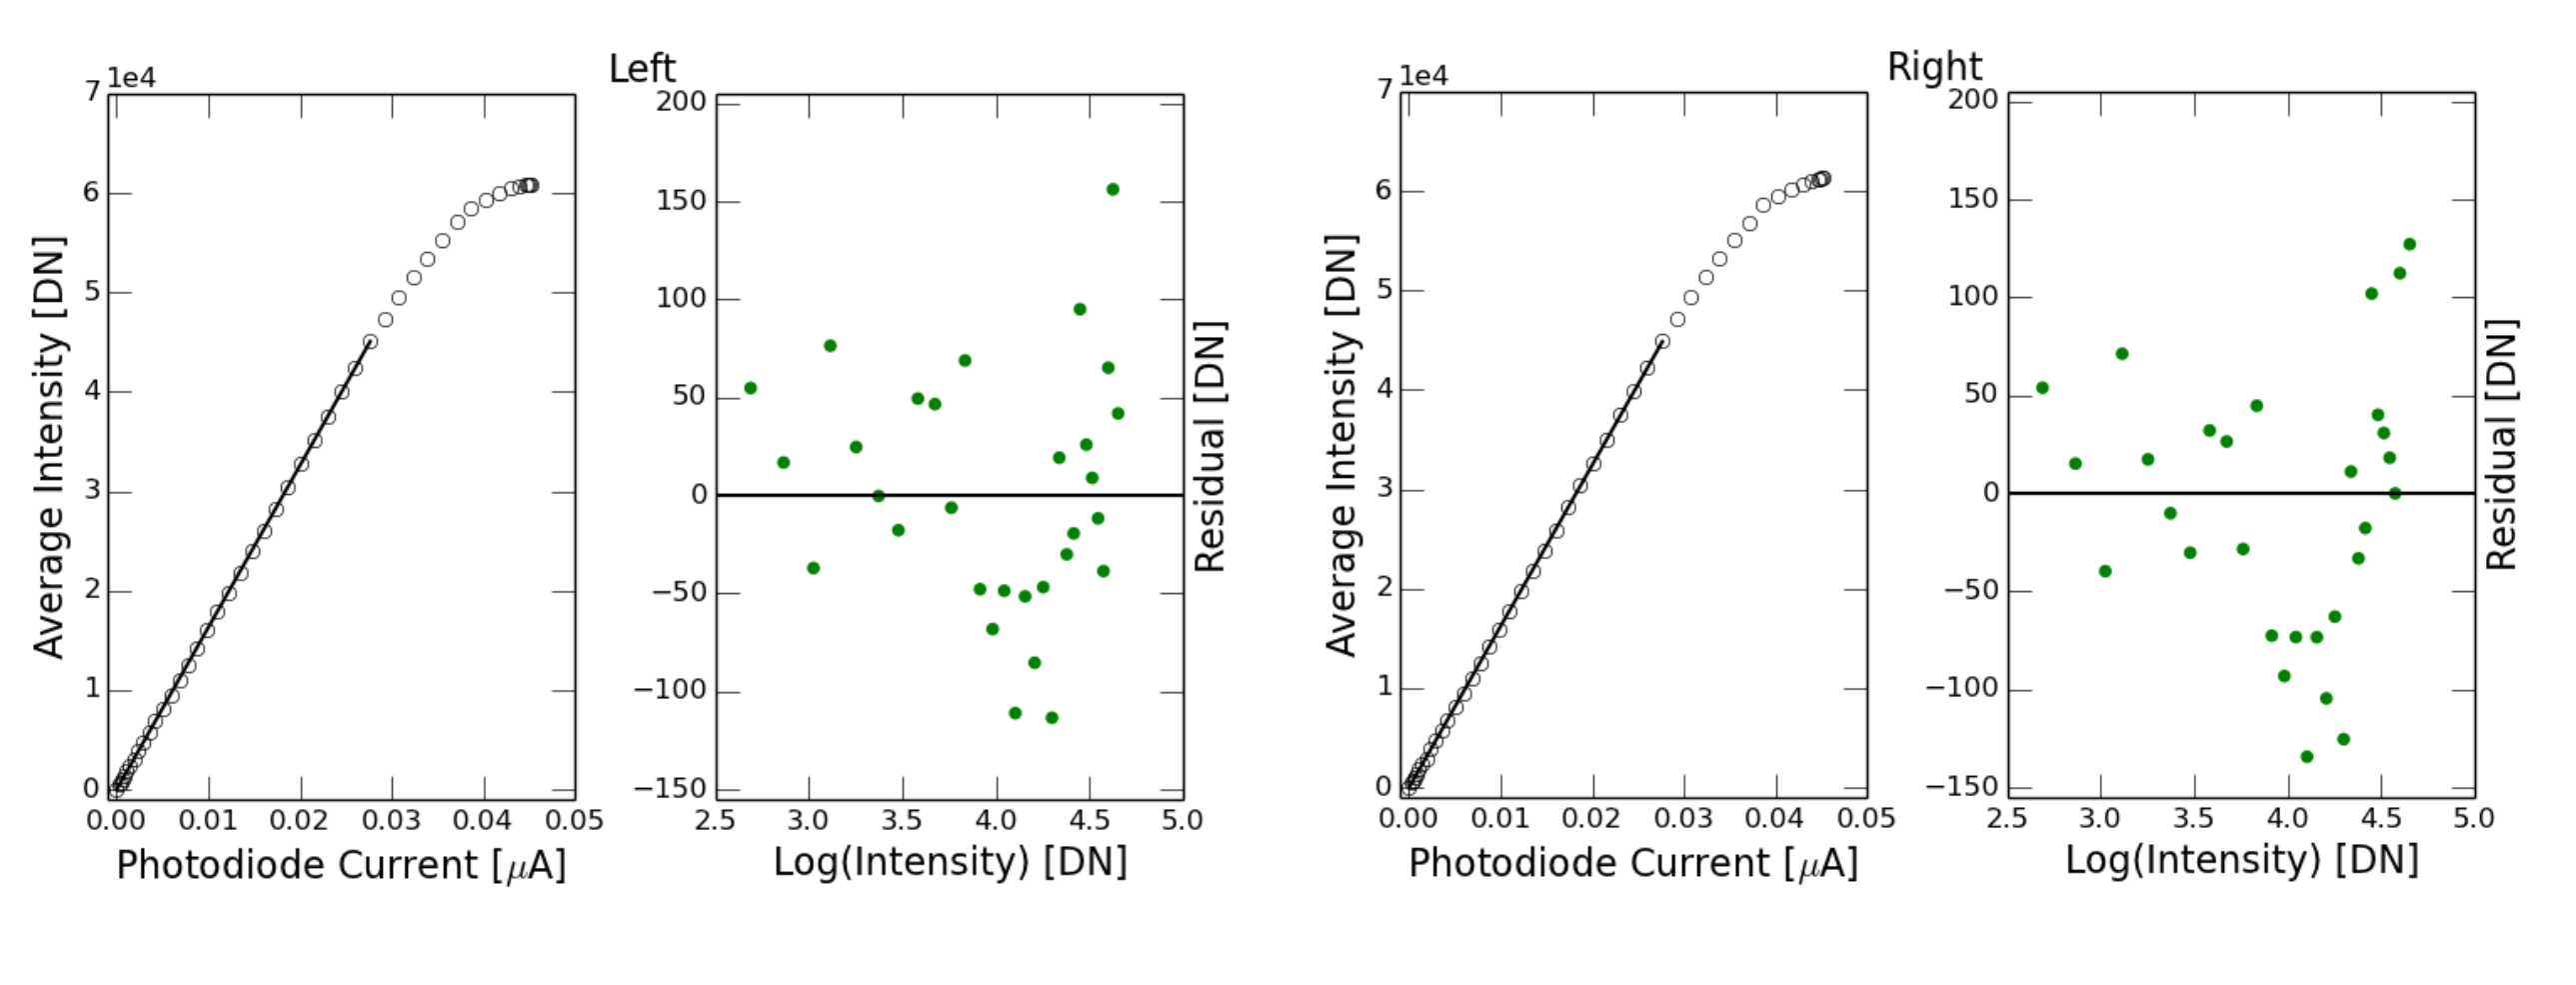 Left
1e4
7
6
5
4
3
2
1
0
0.00 0.01 0.02 0.03 0.04 0.05
Photodiode Current [μA]
Average Intensity [DN]
200
150
100
50
0
−50
−100
−150
2.5 3.0 3.5 4.0 4.5 5.0
Log(Intensity) [DN]
Residual [DN]
Right
1e4
7
6
5
4
3
2
1
0
0.00 0.01 0.02 0.03 0.04 0.05
Photodiode Current [μA]
Average Intensity [DN]
200
150
100
50
0
−50
−100
−150
2.5 3.0 3.5 4.0 4.5 5.0
Log(Intensity) [DN]
Residual [DN]